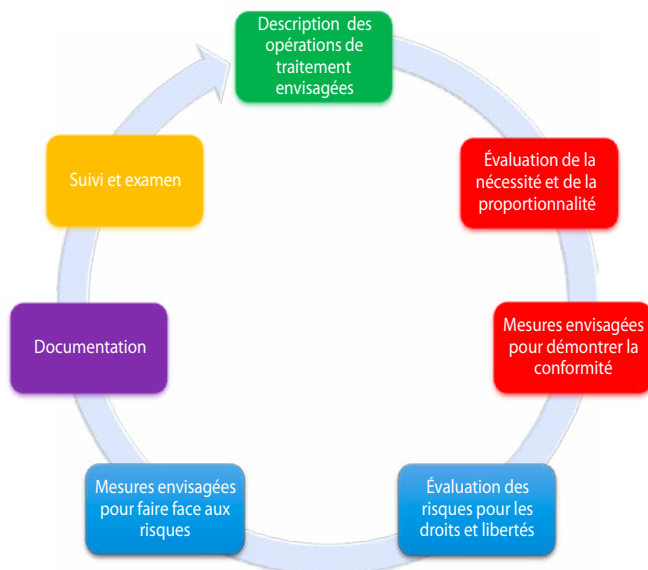 Description des
opérations de
traitement
envisagées
Évaluation de la
nécessité et de la
proportionnalité
Mesures envisagées
pour démontrer la
conformité
Évaluation des
risques pour les
droits et libertés
Mesures envisagées
pour faire face aux
risques
Documentation
Suivi et examen